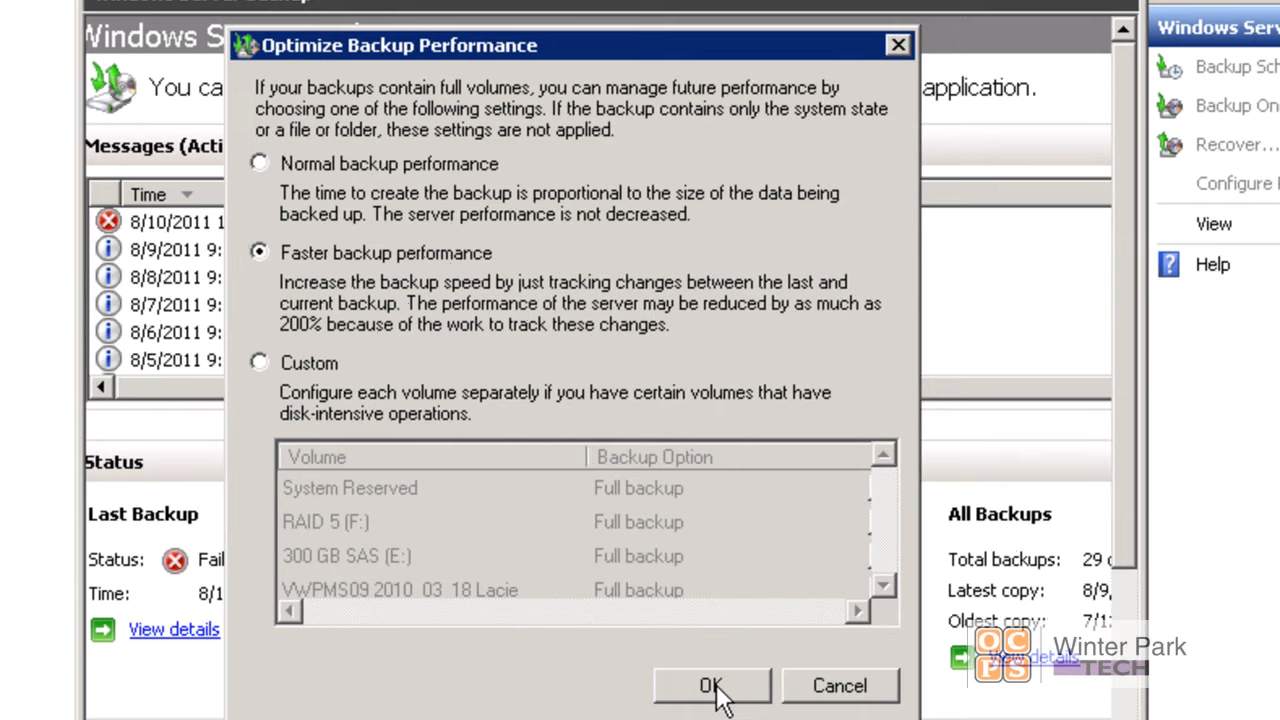 Windows S
Optimize Backup Performance
Windows Serv
You ca
application.
If your backups contain full volumes, you can manage future performance by
choosing one of the following settings. If the backup contains only the system state
or a file or folder, these settings are not applied.
Backup Sch
Backup On
Recover...
Configure
View
Help
Messages (Acti
Time
8/10/2011 1
8/9/2011 9:
8/8/2011 9:
8/7/2011 9:
8/6/2011 9:
8/5/2011 9:
Normal backup performance
The time to create the backup is proportional to the size of the data being
backed up. The server performance is not decreased.
Faster backup performance
Increase the backup speed by just tracking changes between the last and
current backup. The performance of the server may be reduced by as much as
200% because of the work to track these changes.
Custom
Configure each volume separately if you have certain volumes that have
disk-intensive operations.
Volume Backup Option
System Reserved Full backup
RAID 5 (F:) Full backup
300 GB SAS (E:) Full backup
VWPMS09 2010_03_18 Lacie Full backup
Status
Last Backup
Status: Fail
Time: 8/1
View details
All Backups
Total backups: 29
Latest copy: 8/9,
Oldest copy: 7/1
View details
OK
Cancel
OCPS
Winter Park
TECH